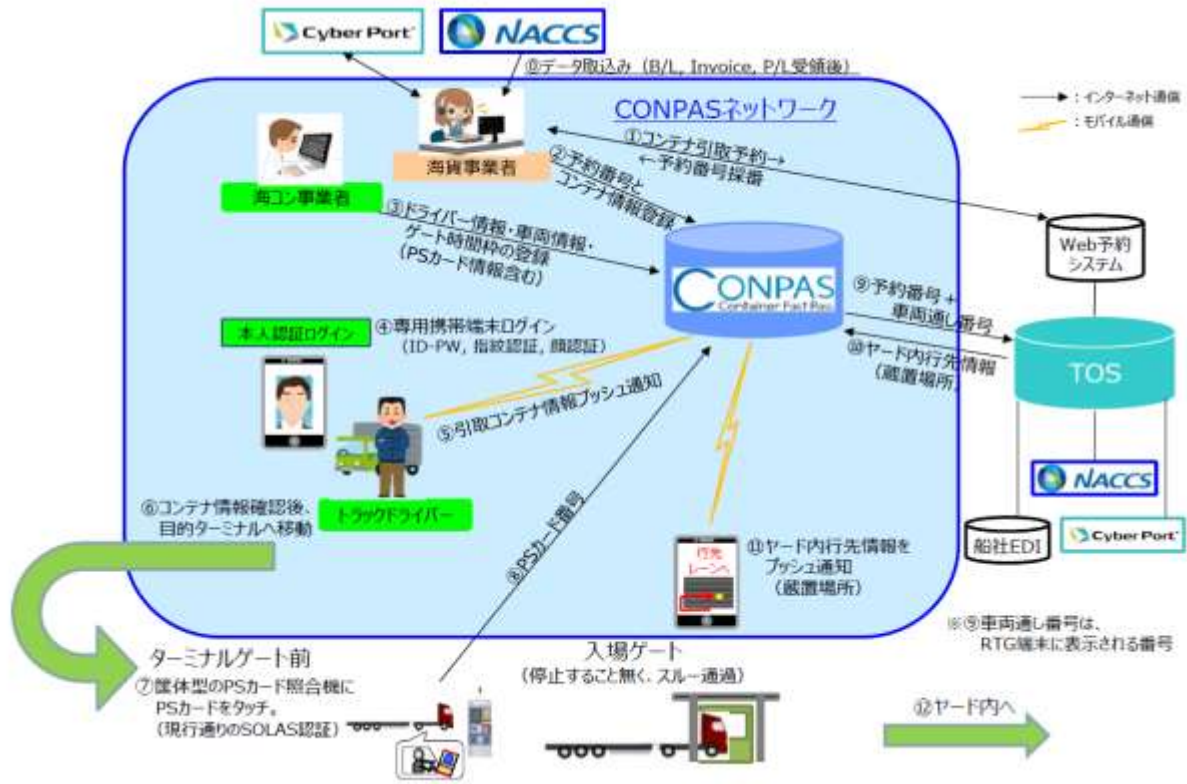 Cyber Port
NACCS
⓪データ取込み（B/L, Invoice, P/L受領後）
CONPASネットワーク
：インターネット通信
：モバイル通信
海貨事業者
海コン事業者
①コンテナ引取予約→
←予約番号採番
②予約番号と
コンテナ情報登録
③ドライバー情報・車両情報・
ゲート時間枠の登録
（PSカード情報含む）
Web予約
システム
CONPAS
Container Fast Pass
⑨予約番号＋
車両通し番号
⑩ヤード内行先情報
（蔵置場所）
TOS
本人認証ログイン
④専用携帯端末ログイン
（ID-PW, 指紋認証, 顔認証）
⑤引取コンテナ情報プッシュ通知
トラックドライバー
⑥コンテナ情報確認後、
目的ターミナルへ移動
⑧PSカード番号
行先
レーンへ
⑪ヤード内行先情報を
プッシュ通知
（蔵置場所）
NACCS
船社EDI
Cyber Port
※⑨車両通し番号は、
RTG端末に表示される番号
ターミナルゲート前
⑦筐体型のPSカード照合機に
PSカードをタッチ。
（現行通りのSOLAS認証）
入場ゲート
（停止すること無く、スルー通過）
⑫ヤード内へ